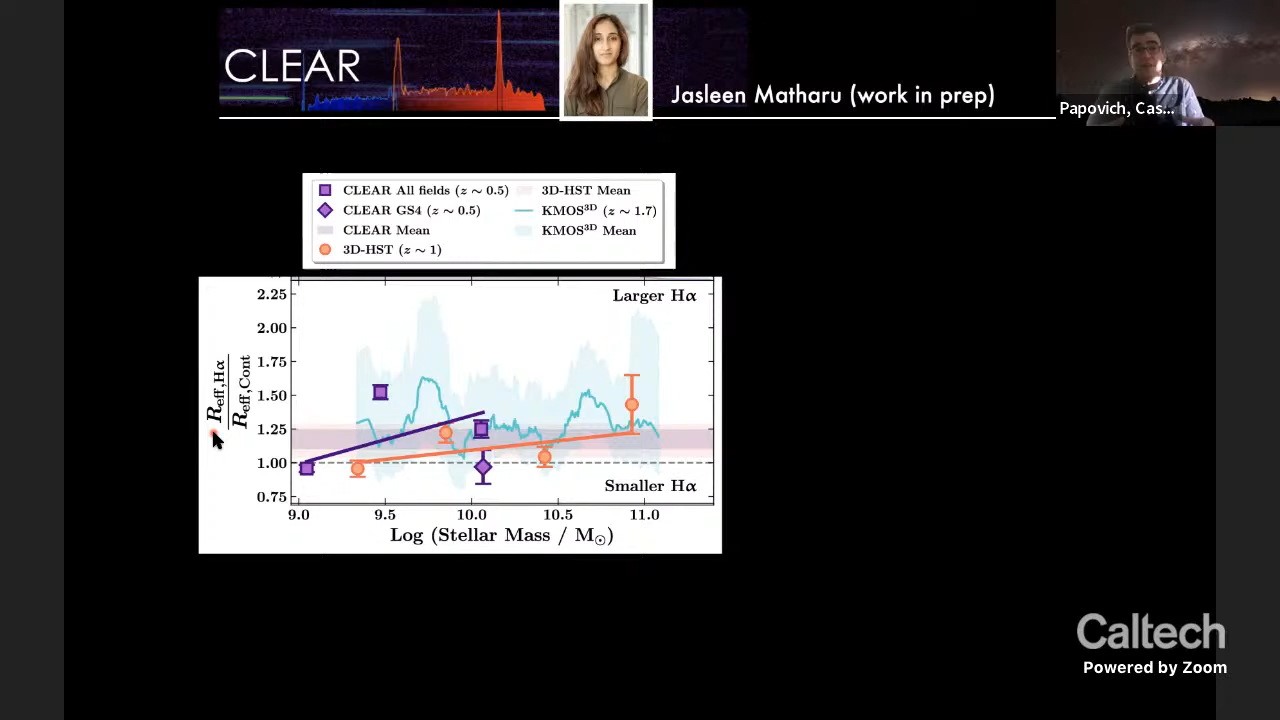 CLEAR
Jasleen Matharu (work in prep)
Papovich, Cas...
CLEAR All fields (z ∼ 0.5)
CLEAR GS4 (z ∼ 0.5)
CLEAR Mean
3D-HST (z ∼ 1)
3D-HST Mean
KMOS³ᴰ (z ∼ 1.7)
KMOS³ᴰ Mean
2.25
2.00
1.75
1.50
1.25
1.00
0.75
R_eff,Hα
R_eff,Cont
Larger Hα
Smaller Hα
9.0 9.5 10.0 10.5 11.0
Log (Stellar Mass / M☉)
Caltech
Powered by Zoom